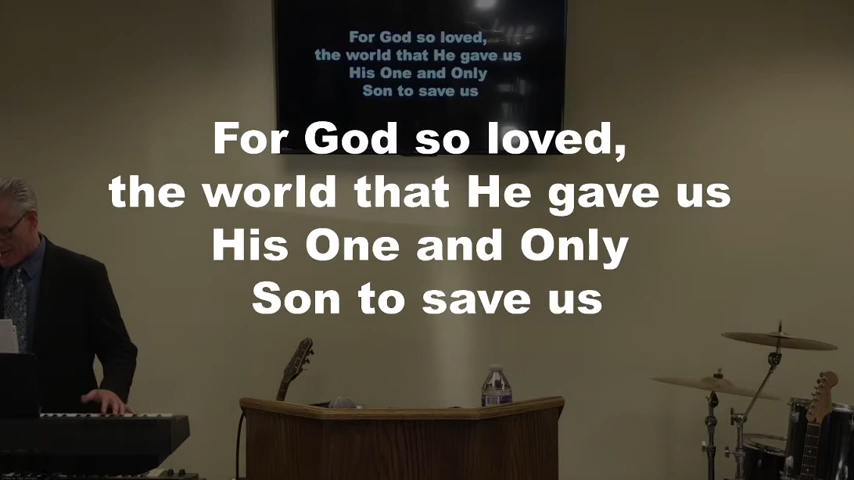 For God so loved,
the world that He gave us
His One and Only
Son to save us
For God so loved,
the world that He gave us
His One and Only
Son to save us